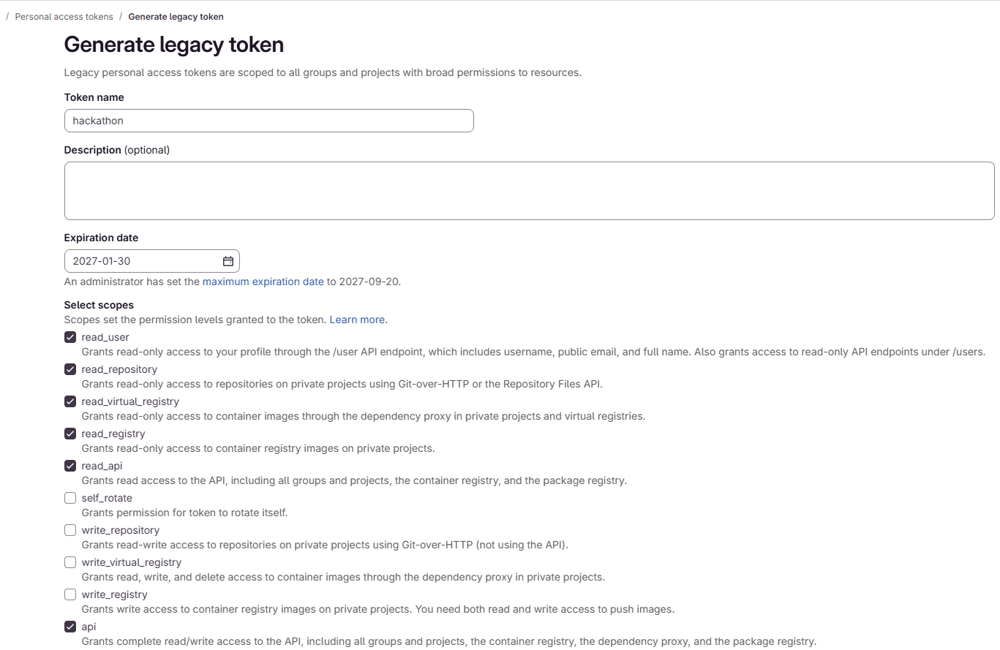 / Personal access tokens / Generate legacy token
Generate legacy token
Legacy personal access tokens are scoped to all groups and projects with broad permissions to resources.
Token name
hackathon
Description (optional)
Expiration date
2027-01-30
An administrator has set the maximum expiration date to 2027-09-20.
Select scopes
Scopes set the permission levels granted to the token. Learn more.
read_user
Grants read-only access to your profile through the /user API endpoint, which includes username, public email, and full name. Also grants access to read-only API endpoints under /users.
read_repository
Grants read-only access to repositories on private projects using Git-over-HTTP or the Repository Files API.
read_virtual_registry
Grants read-only access to container images through the dependency proxy in private projects and virtual registries.
read_registry
Grants read-only access to container registry images on private projects.
read_api
Grants read access to the API, including all groups and projects, the container registry, and the package registry.
self_rotate
Grants permission for token to rotate itself.
write_repository
Grants read-write access to repositories on private projects using Git-over-HTTP (not using the API).
write_virtual_registry
Grants read, write, and delete access to container images through the dependency proxy in private projects.
write_registry
Grants write access to container registry images on private projects. You need both read and write access to push images.
api
Grants complete read/write access to the API, including all groups and projects, the container registry, the dependency proxy, and the package registry.